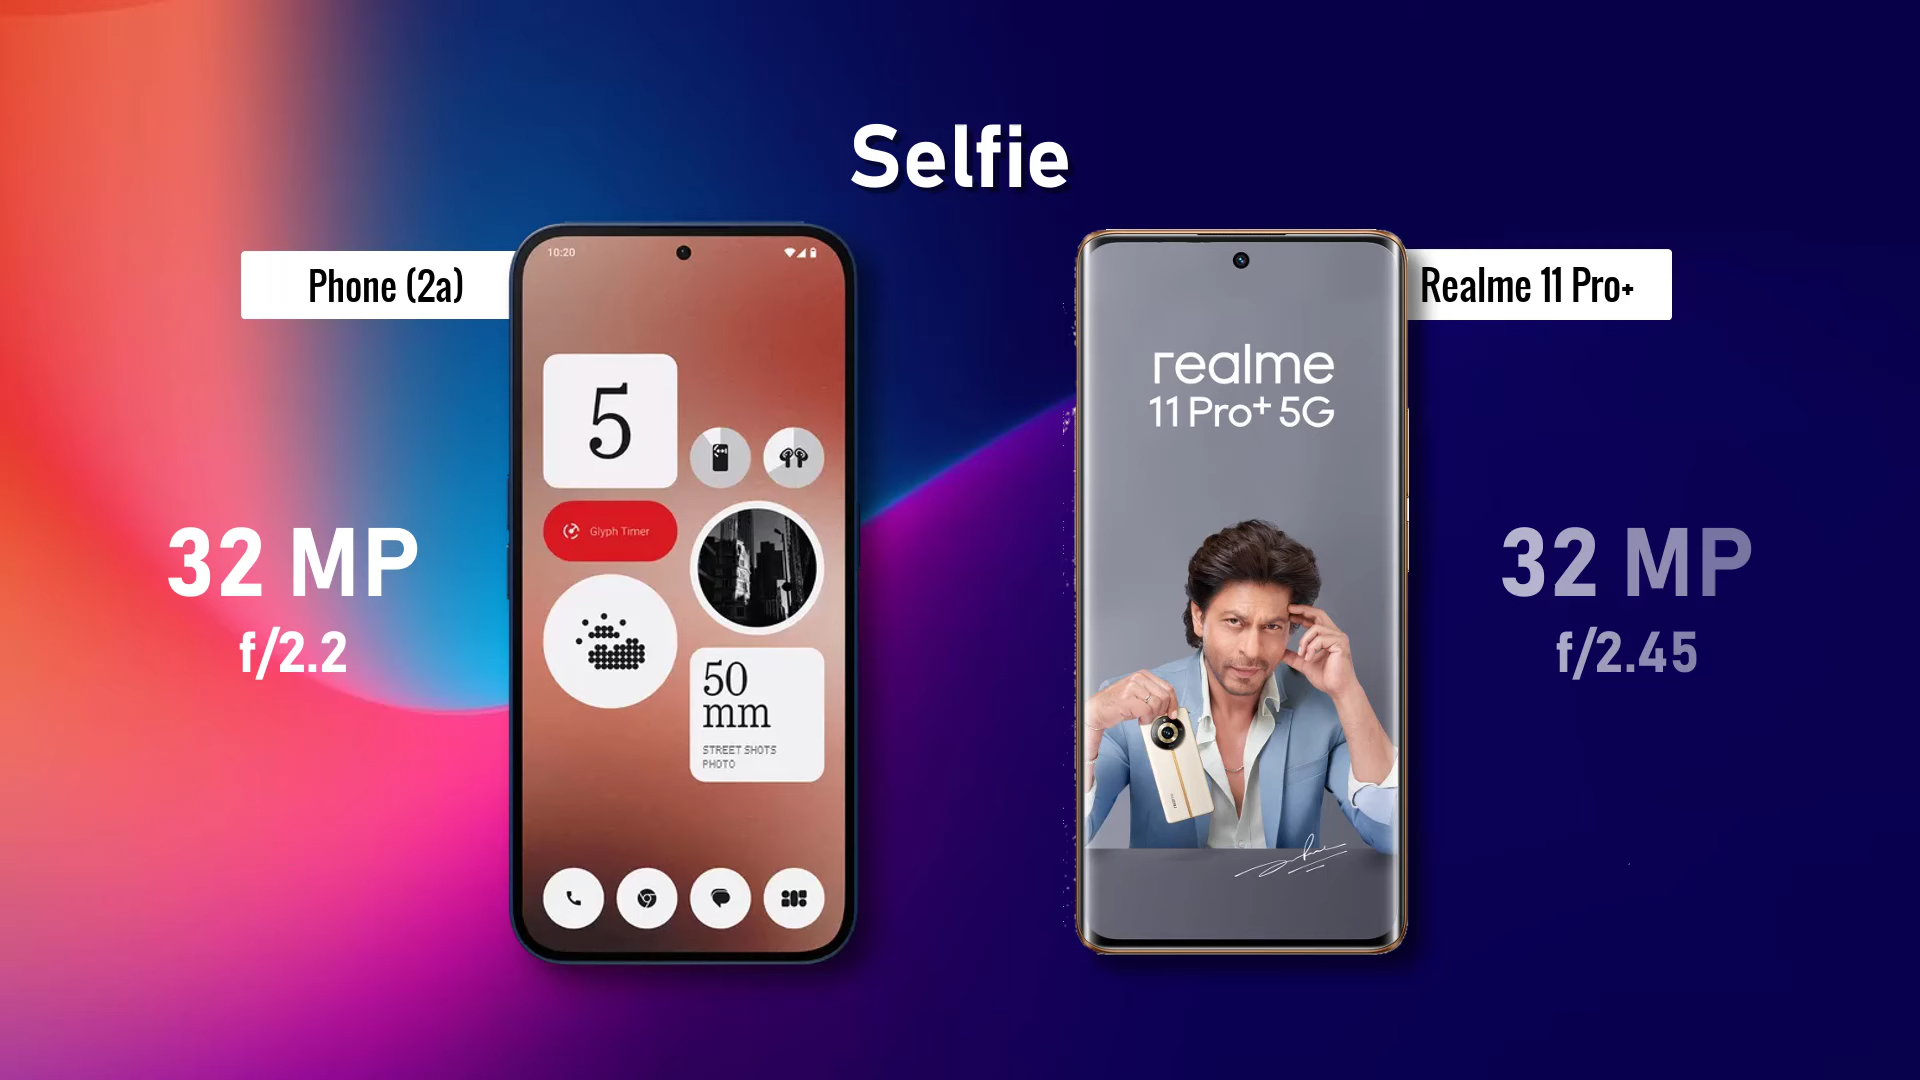 Selfie
Phone (2a)
32 MP
f/2.2
10:20
5
Glyph Timer
50
mm
STREET SHOTS
PHOTO
Realme 11 Pro+
realme
11 Pro+ 5G
32 MP
f/2.45